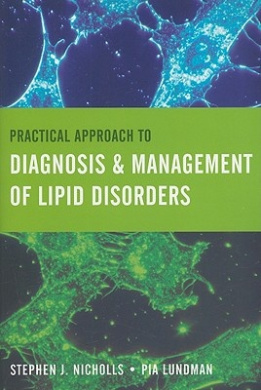 PRACTICAL APPROACH TO
DIAGNOSIS & MANAGEMENT
OF LIPID DISORDERS
STEPHEN J. NICHOLLS • PIA LUNDMAN